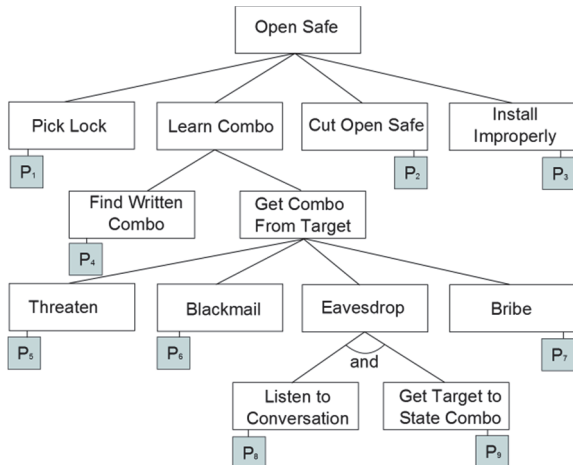 Open Safe
Pick Lock
Learn Combo
Cut Open Safe
Install
Improperly
P₁
P₂
P₃
Find Written
Combo
Get Combo
From Target
P₄
Threaten
Blackmail
Eavesdrop
Bribe
P₅
P₆
P₇
and
Listen to
Conversation
Get Target to
State Combo
P₈
P₉